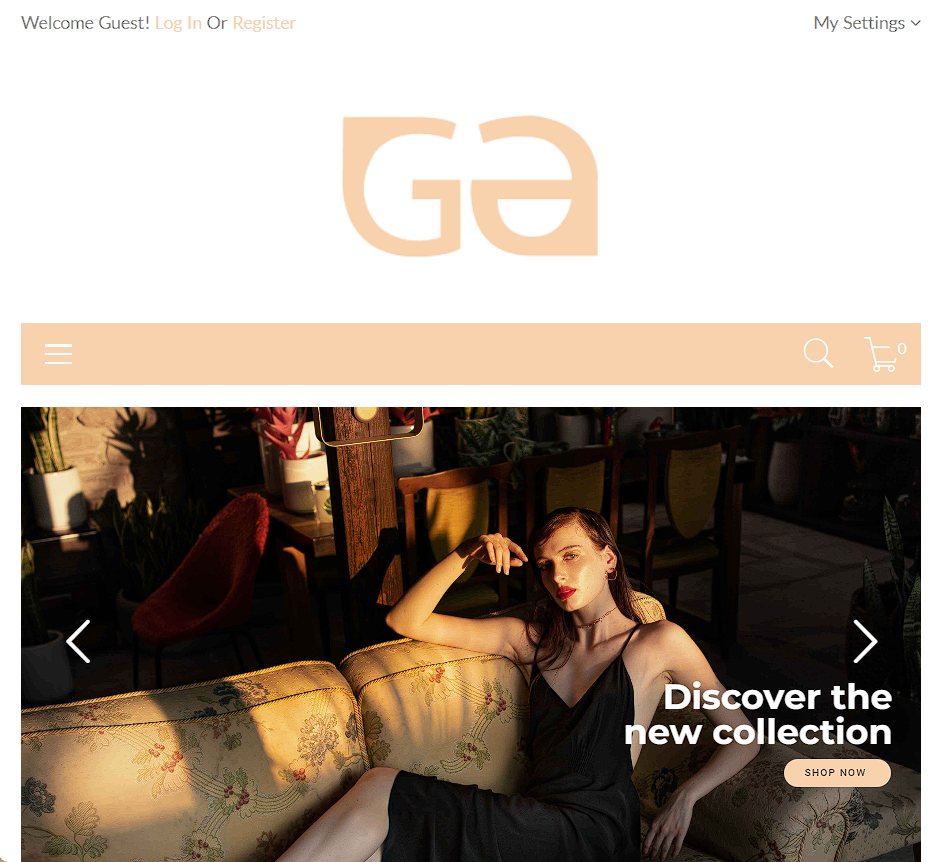 Welcome Guest! Log In Or Register
My Settings
Ga
0
Discover the
new collection
SHOP NOW